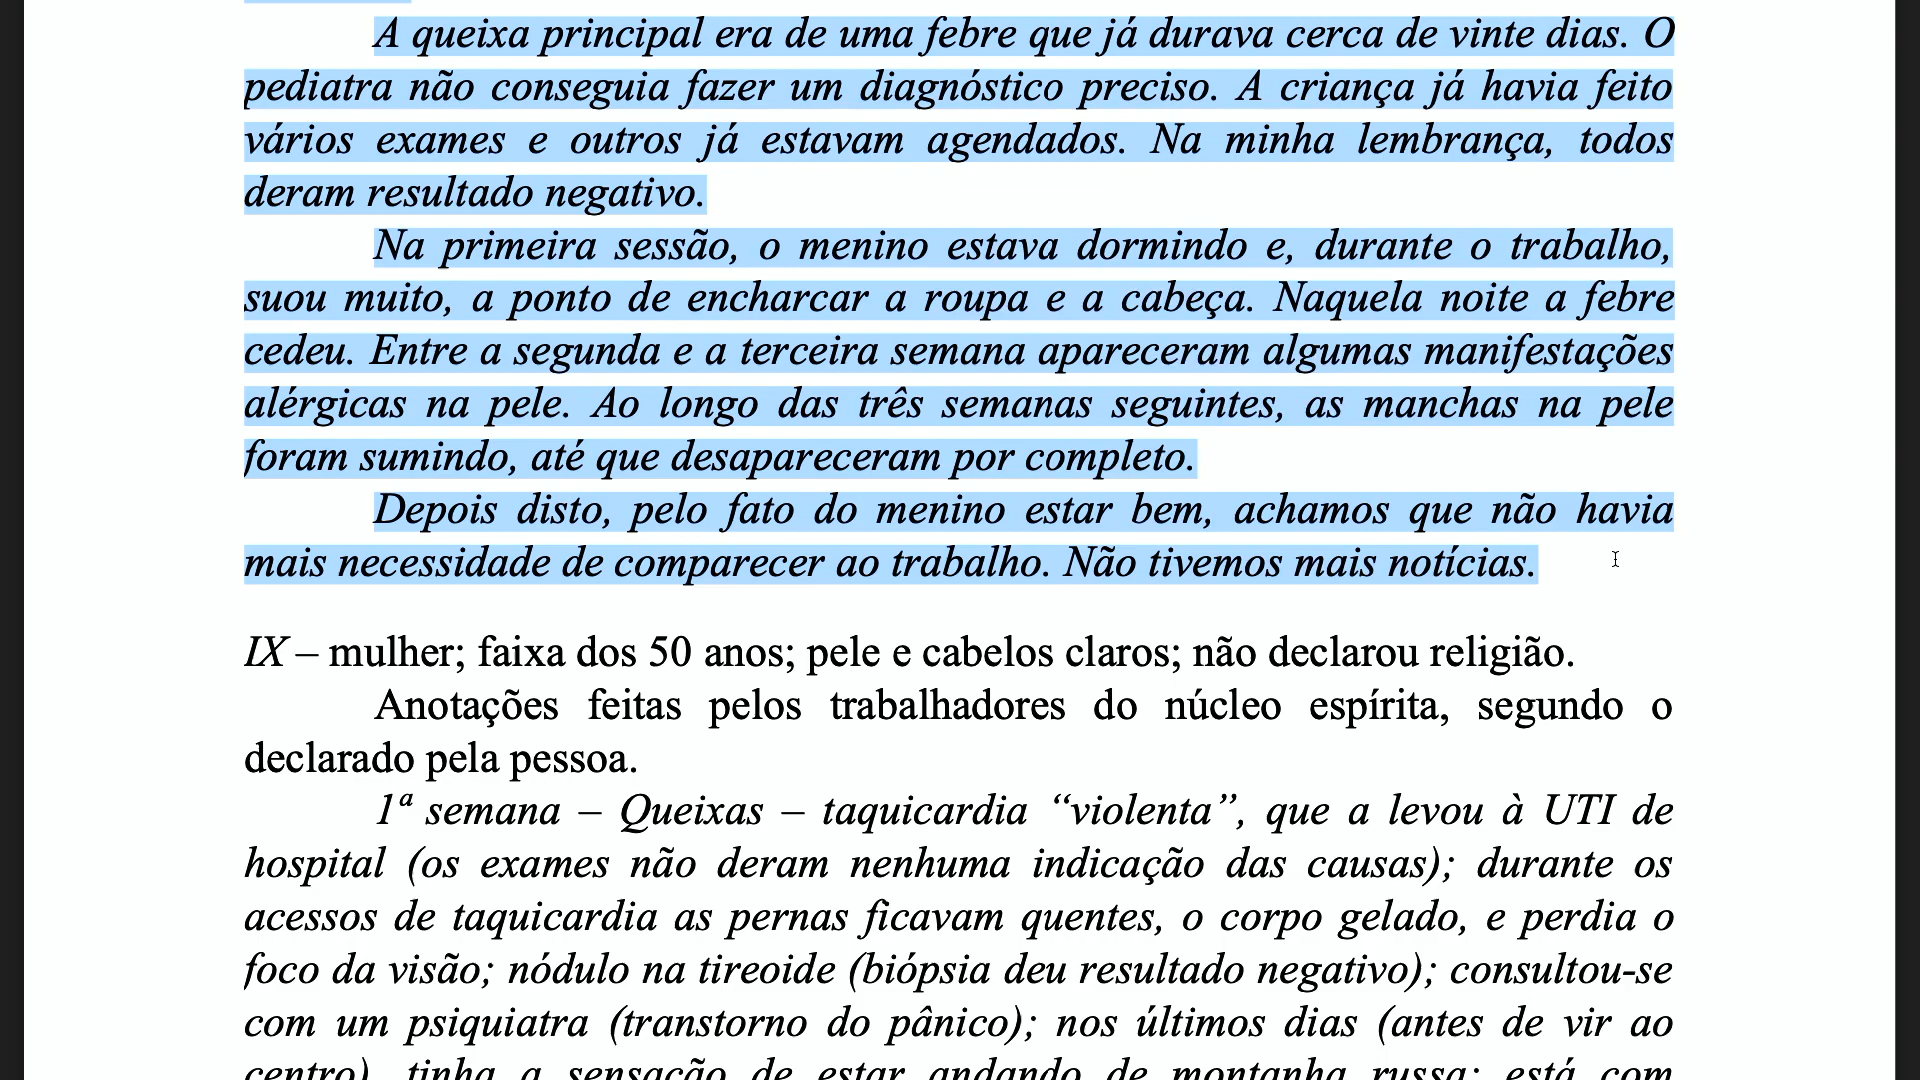 A queixa principal era de uma febre que já durava cerca de vinte dias. O
pediatra não conseguia fazer um diagnóstico preciso. A criança já havia feito
vários exames e outros já estavam agendados. Na minha lembrança, todos
deram resultado negativo.
Na primeira sessão, o menino estava dormindo e, durante o trabalho,
suou muito, a ponto de encharcar a roupa e a cabeça. Naquela noite a febre
cedeu. Entre a segunda e a terceira semana apareceram algumas manifestações
alérgicas na pele. Ao longo das três semanas seguintes, as manchas na pele
foram sumindo, até que desapareceram por completo.
Depois disto, pelo fato do menino estar bem, achamos que não havia
mais necessidade de comparecer ao trabalho. Não tivemos mais notícias.
IX – mulher; faixa dos 50 anos; pele e cabelos claros; não declarou religião.
Anotações feitas pelos trabalhadores do núcleo espírita, segundo o
declarado pela pessoa.
1ª semana – Queixas – taquicardia “violenta”, que a levou à UTI de
hospital (os exames não deram nenhuma indicação das causas); durante os
acessos de taquicardia as pernas ficavam quentes, o corpo gelado, e perdia o
foco da visão; nódulo na tireoide (biópsia deu resultado negativo); consultou-se
com um psiquiatra (transtorno do pânico); nos últimos dias (antes de vir ao
centro), tinha a sensação de estar andando de montanha russa; está com